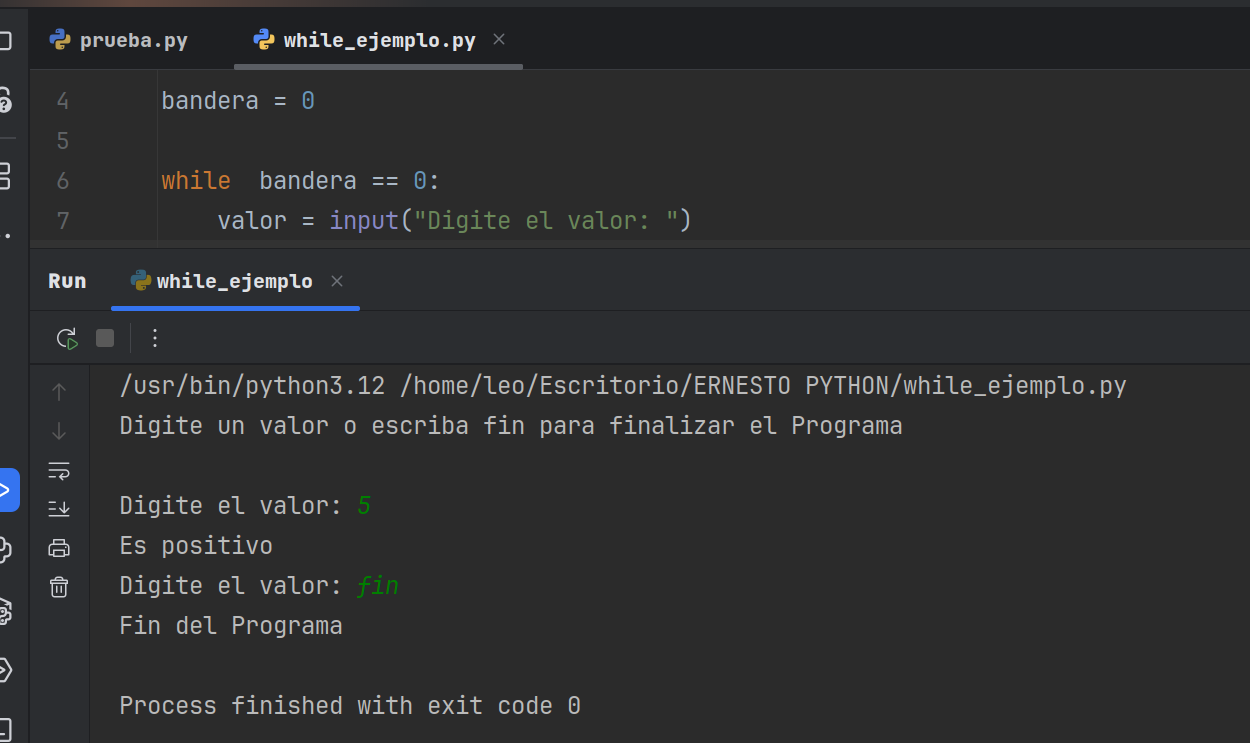 prueba.py
while_ejemplo.py
4 bandera = 0
5
6 while  bandera == 0:
7     valor = input("Digite el valor: ")
Run while_ejemplo
/usr/bin/python3.12 /home/leo/Escritorio/ERNESTO PYTHON/while_ejemplo.py
Digite un valor o escriba fin para finalizar el Programa
Digite el valor: 5
Es positivo
Digite el valor: fin
Fin del Programa
Process finished with exit code 0